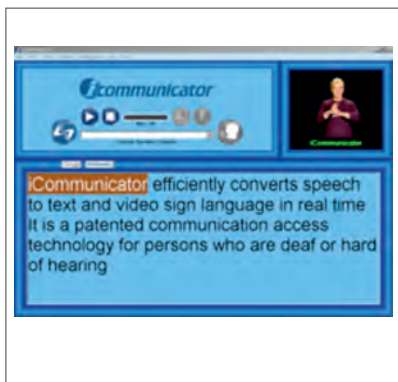 iCommunicator
iCommunicator
iCommunicator efficiently converts speech
to text and video sign language in real time
It is a patented communication access
technology for persons who are deaf or hard
of hearing